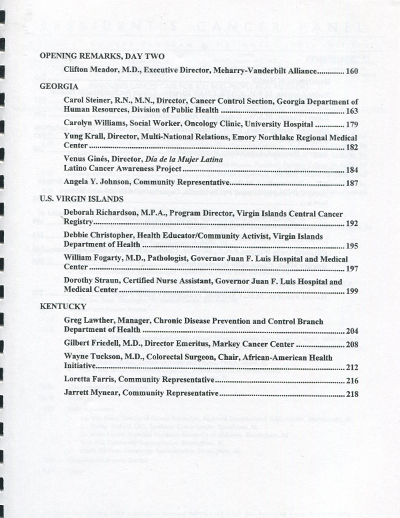 OPENING REMARKS, DAY TWO
Clifton Meador, M.D., Executive Director, Meharry-Vanderbilt Alliance............. 160
GEORGIA
Carol Steiner, R.N., M.N., Director, Cancer Control Section, Georgia Department of
Human Resources, Division of Public Health ............. 163
Carolyn Williams, Social Worker, Oncology Clinic, University Hospital ............. 179
Yung Krall, Director, Multi-National Relations, Emory Northlake Regional Medical
Center ............. 182
Venus Ginés, Director, Día de la Mujer Latina
Latino Cancer Awareness Project ............. 184
Angela Y. Johnson, Community Representative ............. 187
U.S. VIRGIN ISLANDS
Deborah Richardson, M.P.A., Program Director, Virgin Islands Central Cancer
Registry ............. 192
Debbie Christopher, Health Educator/Community Activist, Virgin Islands
Department of Health ............. 195
William Fogarty, M.D., Pathologist, Governor Juan F. Luis Hospital and Medical
Center ............. 197
Dorothy Straun, Certified Nurse Assistant, Governor Juan F. Luis Hospital and
Medical Center ............. 199
KENTUCKY
Greg Lawther, Manager, Chronic Disease Prevention and Control Branch
Department of Health ............. 204
Gilbert Friedell, M.D., Director Emeritus, Markey Cancer Center ............. 208
Wayne Tuckson, M.D., Colorectal Surgeon, Chair, African-American Health
Initiative ............. 212
Loretta Farris, Community Representative ............. 216
Jarrett Mynear, Community Representative ............. 218